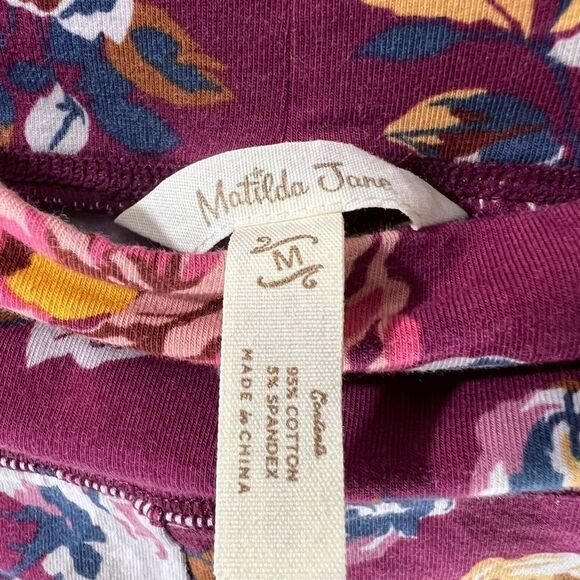 Matilda Jane
M
Contents
95% COTTON
5% SPANDEX
MADE in CHINA